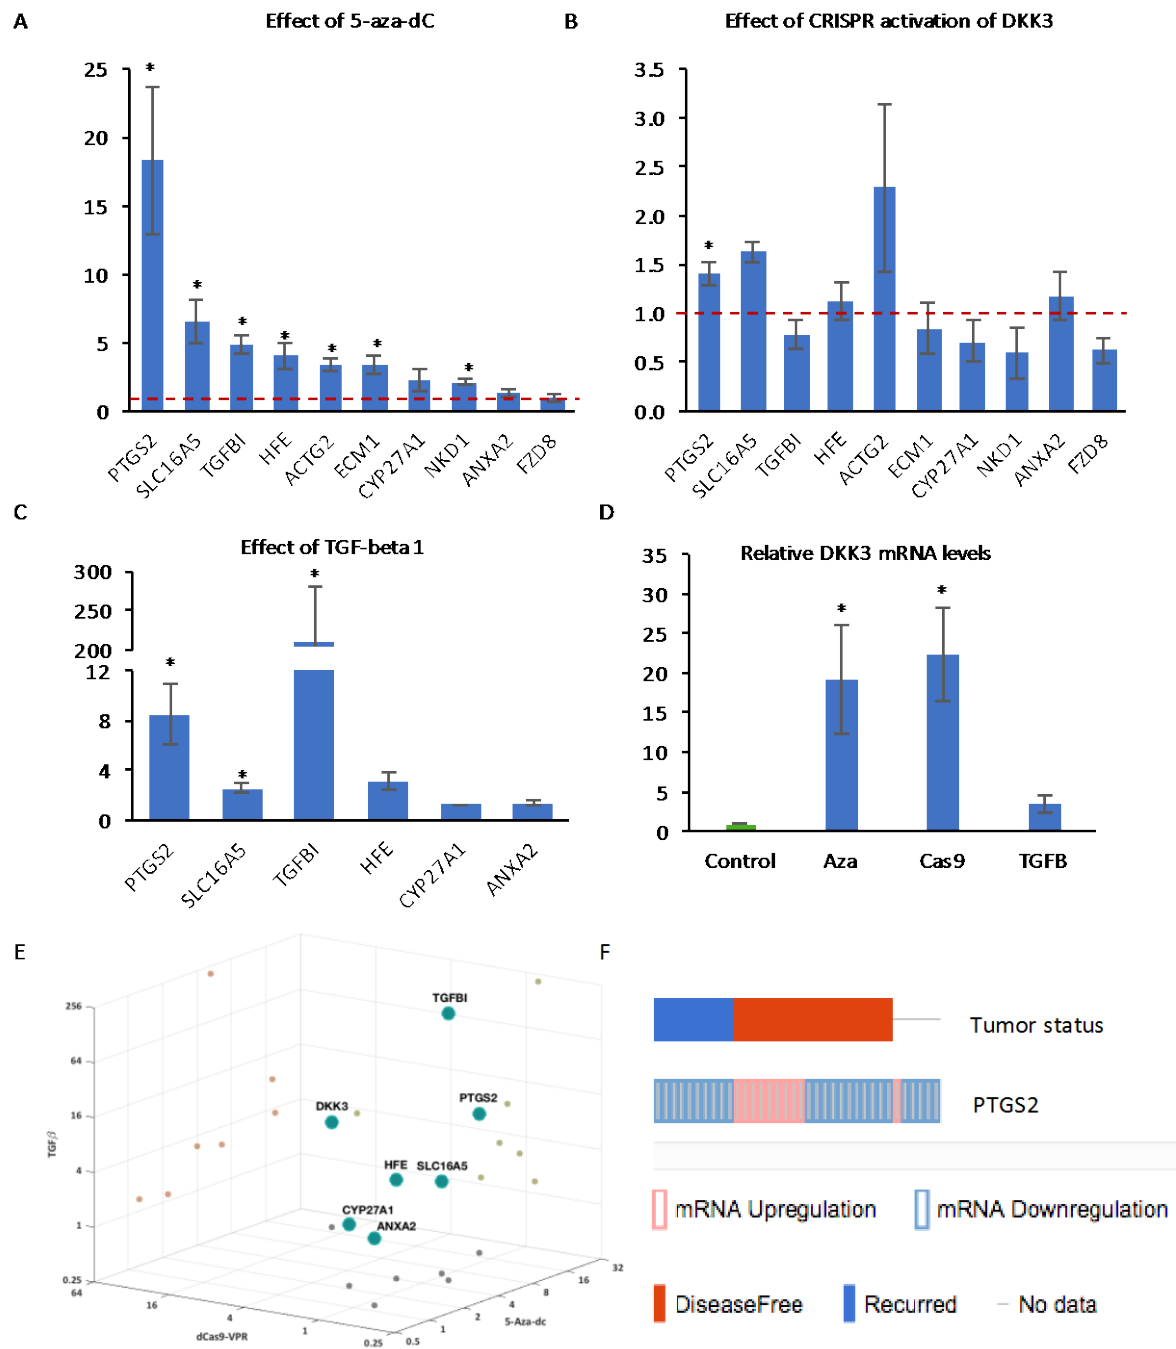 A
Effect of 5-aza-dC
25
20
15
10
5
0
*
*
*
*
*
*
*
PTGS2
SLC16A5
TGFBI
HFE
ACTG2
ECM1
CYP27A1
NKD1
ANXA2
FZD8
B
Effect of CRISPR activation of DKK3
3.5
3.0
2.5
2.0
1.5
1.0
0.5
0.0
*
PTGS2
SLC16A5
TGFBI
HFE
ACTG2
ECM1
CYP27A1
NKD1
ANXA2
FZD8
C
Effect of TGF-beta 1
300
250
200
12
8
4
0
*
*
*
PTGS2
SLC16A5
TGFBI
HFE
CYP27A1
ANXA2
D
Relative DKK3 mRNA levels
35
30
25
20
15
10
5
0
*
*
Control
Aza
Cas9
TGFB
E
TGFβ
256
64
16
4
1
0.25
64
16
4
1
0.25
dCas9-VPR
0.5
1
2
4
8
16
32
5-Aza-dc
TGFBI
DKK3
PTGS2
HFE
SLC16A5
CYP27A1
ANXA2
F
Tumor status
PTGS2
mRNA Upregulation
mRNA Downregulation
DiseaseFree
Recurred
No data